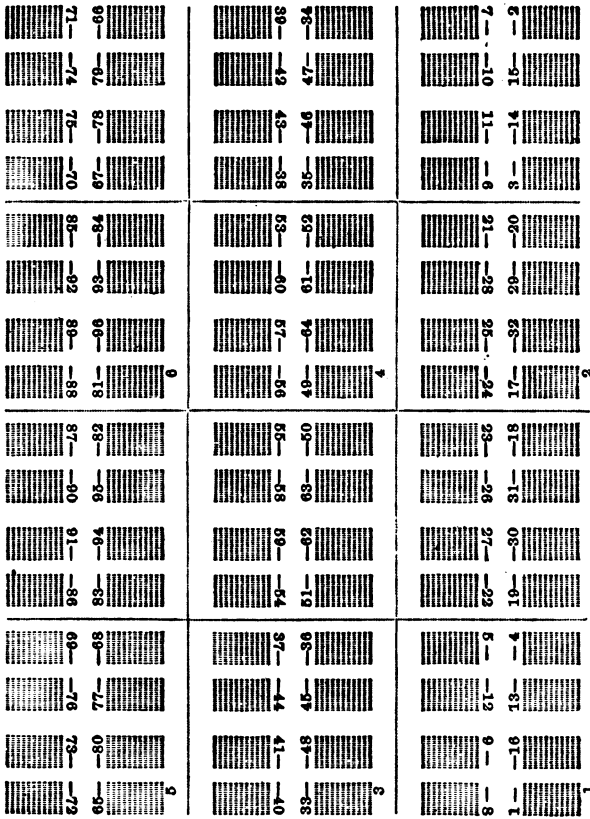 71— —74 75— —70 85— —92 89— —88 87— —90 91— —86 69— —76 73— —72
65— —80 77— —68 83— —94 95— —82 81— —96 93— —84 67— —78 79— —66
5 6
39— —42 43— —38 53— —60 57— —56 55— —58 59— —54 37— —44 41— —40
33— —48 45— —36 51— —62 63— —50 49— —64 61— —52 35— —46 47— —34
3 4
7— —10 11— —6 21— —28 25— —24 23— —26 27— —22 5— —12 9— —8
1— —16 13— —4 19— —30 31— —18 17— —32 29— —20 3— —14 15— —2
1 2